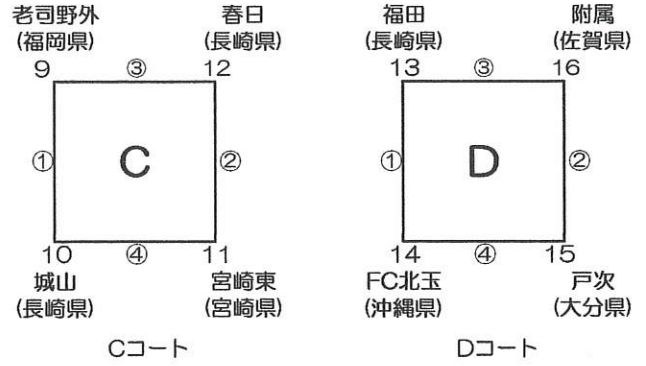 老司野外
(福岡県)
春日
(長崎県)
9
③
12
①
C
②
10
④
11
城山
(長崎県)
宮崎東
(宮崎県)
Cコート
福田
(長崎県)
附属
(佐賀県)
13
③
16
①
D
②
14
④
15
FC北玉
(沖縄県)
戸次
(大分県)
Dコート